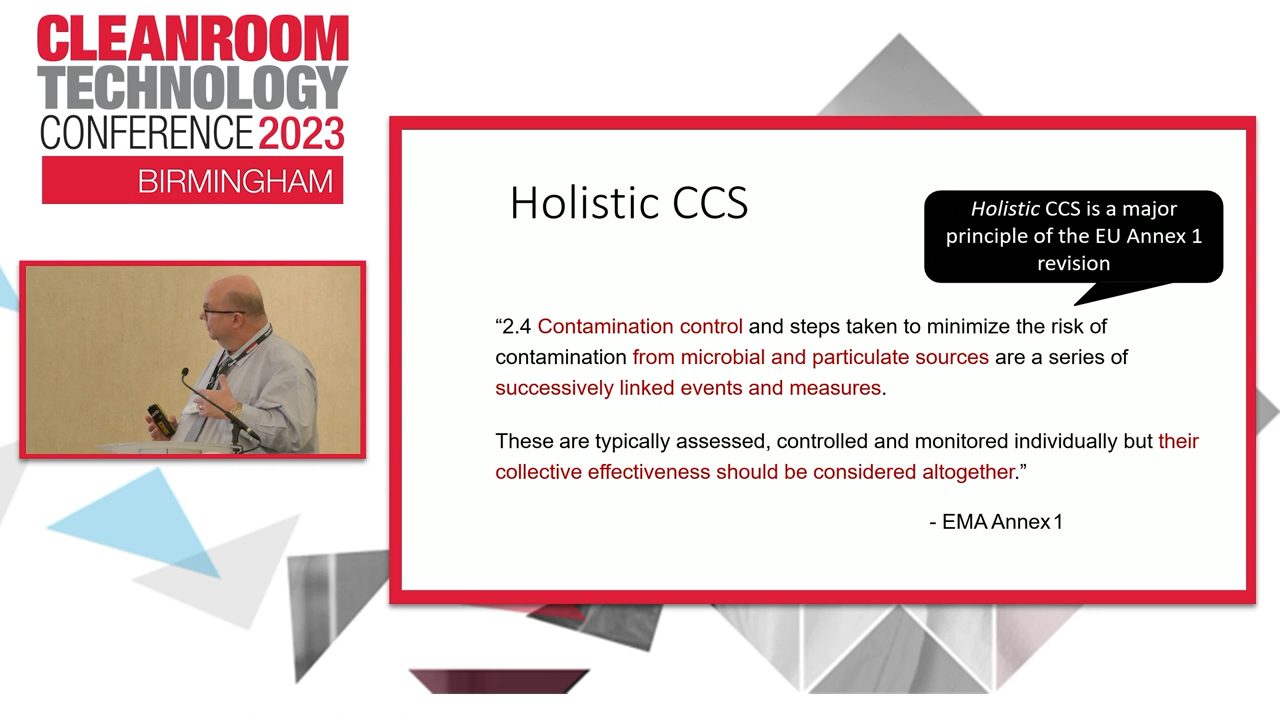 CLEANROOM
TECHNOLOGY
CONFERENCE 2023
BIRMINGHAM
Holistic CCS
Holistic CCS is a major
principle of the EU Annex 1
revision
“2.4 Contamination control and steps taken to minimize the risk of
contamination from microbial and particulate sources are a series of
successively linked events and measures.
These are typically assessed, controlled and monitored individually but their
collective effectiveness should be considered altogether.”
- EMA Annex 1